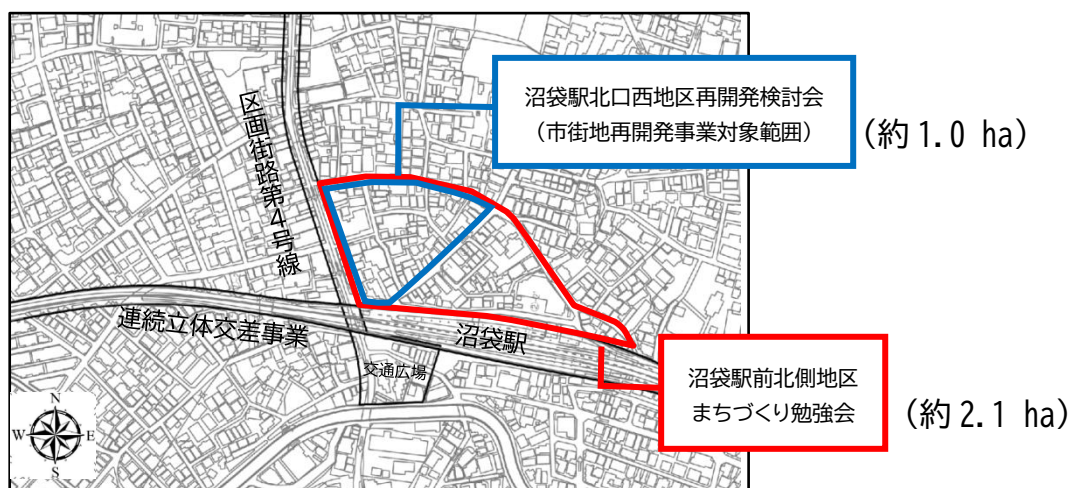 沼袋駅北口西地区再開発検討会
（市街地再開発事業対象範囲）
（約1.0 ha）
区画街路第4号線
連続立体交差事業
沼袋駅
交通広場
沼袋駅前北側地区
まちづくり勉強会
（約2.1 ha）
N
W
E
S